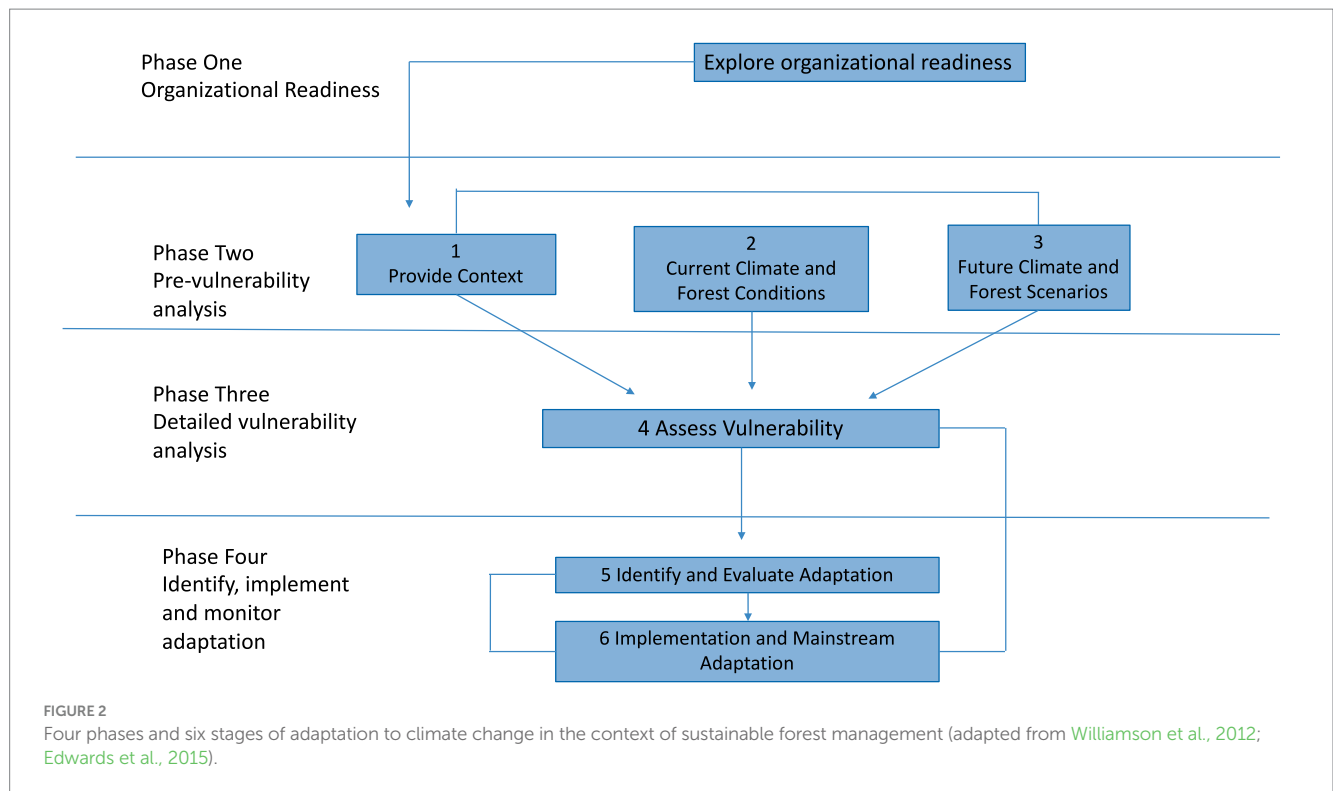 Phase One
Organizational Readiness
Explore organizational readiness
Phase Two
Pre-vulnerability
analysis
1
Provide Context
2
Current Climate and
Forest Conditions
3
Future Climate and
Forest Scenarios
Phase Three
Detailed vulnerability
analysis
4 Assess Vulnerability
Phase Four
Identify, implement
and monitor
adaptation
5 Identify and Evaluate Adaptation
6 Implementation and Mainstream
Adaptation
FIGURE 2
Four phases and six stages of adaptation to climate change in the context of sustainable forest management (adapted from Williamson et al., 2012;
Edwards et al., 2015).